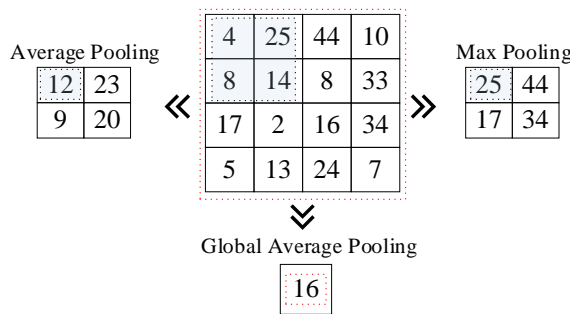 Average Pooling
12 23
9 20
4 25 44 10
8 14 8 33
17 2 16 34
5 13 24 7
Max Pooling
25 44
17 34
Global Average Pooling
16